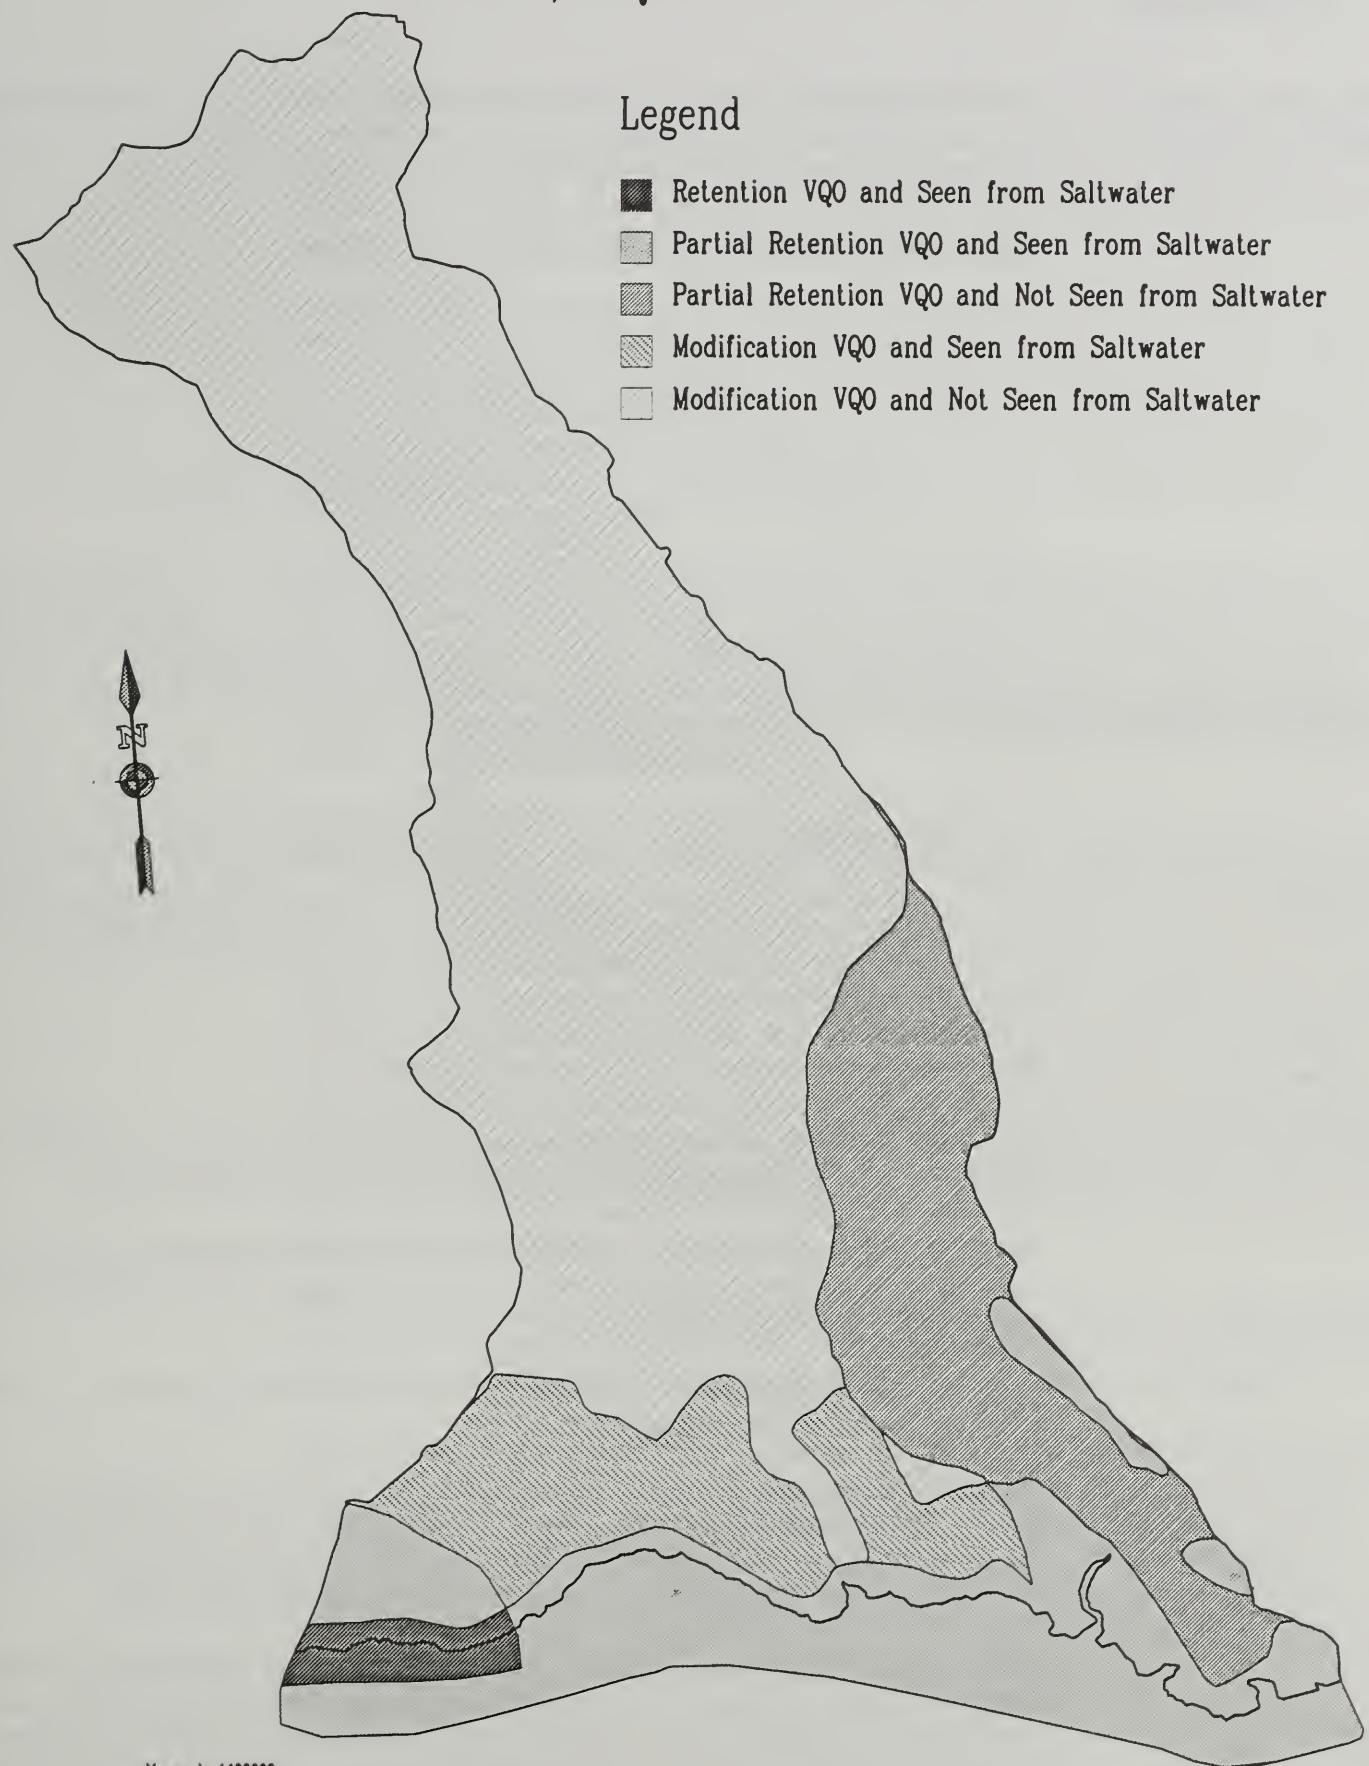 Legend
Retention VQO and Seen from Saltwater
Partial Retention VQO and Seen from Saltwater
Partial Retention VQO and Not Seen from Saltwater
Modification VQO and Seen from Saltwater
Modification VQO and Not Seen from Saltwater
N